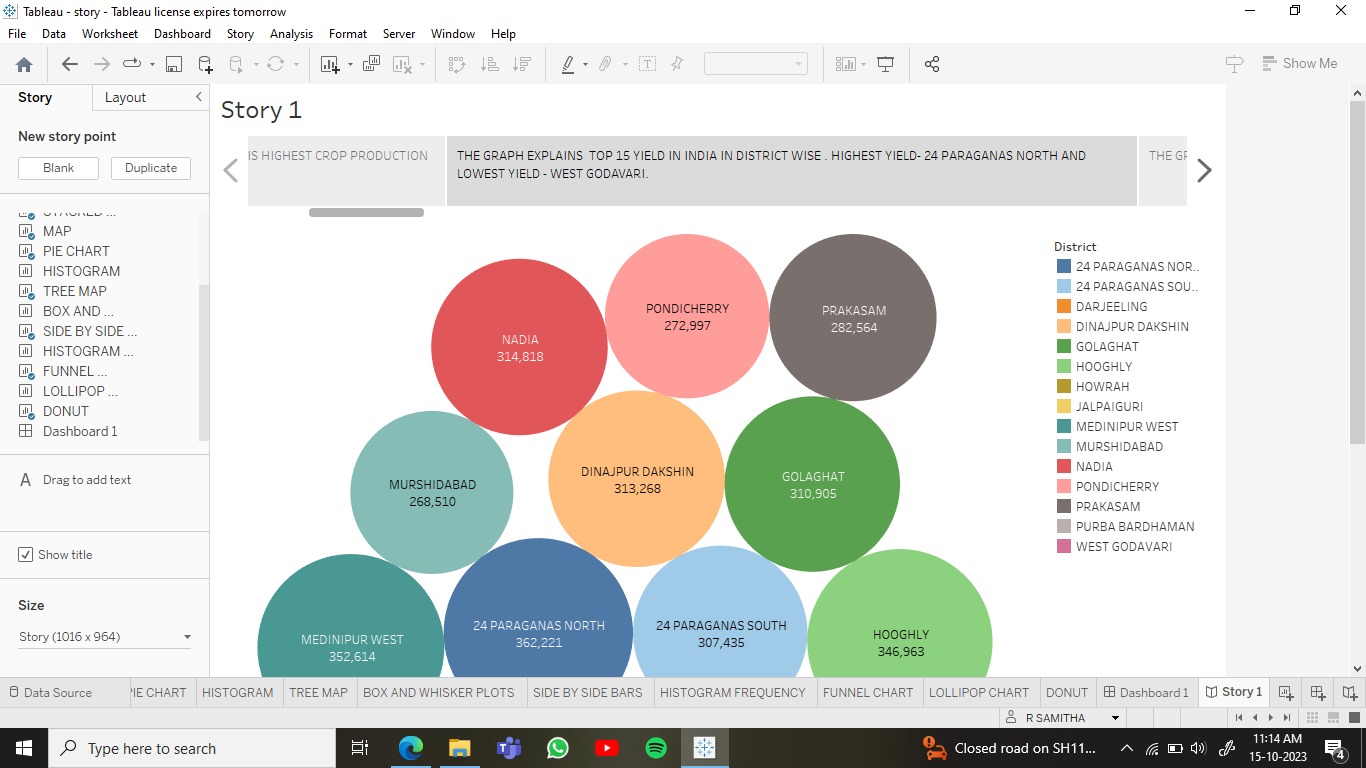 Tableau - story - Tableau license expires tomorrow
File Data Worksheet Dashboard Story Analysis Format Server Window Help
Show Me
Story Layout
New story point
Blank Duplicate
MAP
PIE CHART
HISTOGRAM
TREE MAP
BOX AND ...
SIDE BY SIDE ...
HISTOGRAM ...
FUNNEL ...
LOLLIPOP ...
DONUT
Dashboard 1
A Drag to add text
Show title
Size
Story (1016 x 964)
Story 1
IS HIGHEST CROP PRODUCTION
THE GRAPH EXPLAINS TOP 15 YIELD IN INDIA IN DISTRICT WISE . HIGHEST YIELD- 24 PARAGANAS NORTH AND
LOWEST YIELD - WEST GODAVARI.
THE GR
NADIA
314,818
PONDICHERRY
272,997
PRAKASAM
282,564
MURSHIDABAD
268,510
DINAJPUR DAKSHIN
313,268
GOLAGHAT
310,905
MEDINIPUR WEST
352,614
24 PARAGANAS NORTH
362,221
24 PARAGANAS SOUTH
307,435
HOOGHLY
346,963
District
24 PARAGANAS NOR..
24 PARAGANAS SOU..
DARJEELING
DINAJPUR DAKSHIN
GOLAGHAT
HOOGHLY
HOWRAH
JALPAIGURI
MEDINIPUR WEST
MURSHIDABAD
NADIA
PONDICHERRY
PRAKASAM
PURBA BARDHAMAN
WEST GODAVARI
Data Source PIE CHART HISTOGRAM TREE MAP BOX AND WHISKER PLOTS SIDE BY SIDE BARS HISTOGRAM FREQUENCY FUNNEL CHART LOLLIPOP CHART DONUT Dashboard 1 Story 1
R SAMITHA
Type here to search
Closed road on SH11...
11:14 AM
15-10-2023
4